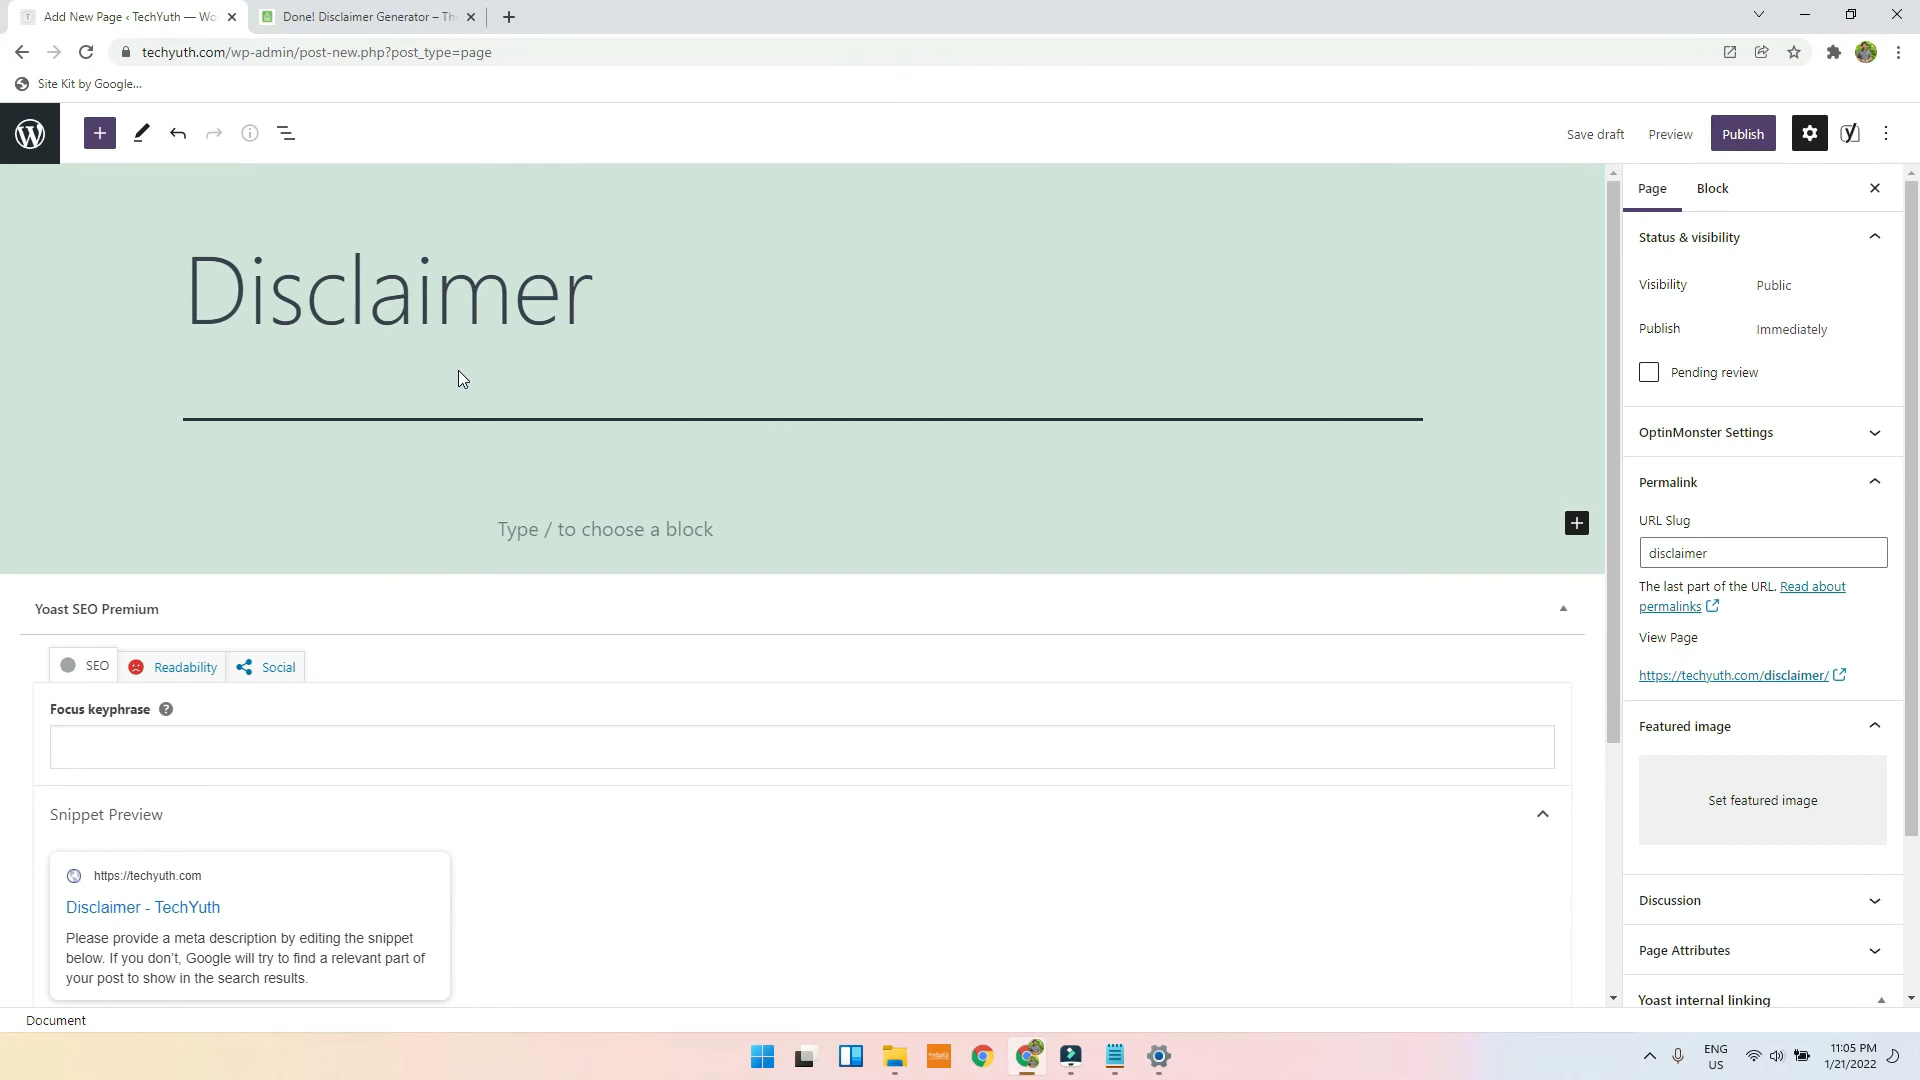 Add New Page ‹ TechYuth — Wo
Done! Disclaimer Generator – Th
techyuth.com/wp-admin/post-new.php?post_type=page
Site Kit by Google...
Save draft
Preview
Publish
Page
Block
Disclaimer
Type / to choose a block
Status & visibility
Visibility
Public
Publish
Immediately
Pending review
OptinMonster Settings
Permalink
URL Slug
disclaimer
The last part of the URL. Read about
permalinks
View Page
https://techyuth.com/disclaimer/
Featured image
Set featured image
Discussion
Page Attributes
Yoast internal linking
Yoast SEO Premium
SEO
Readability
Social
Focus keyphrase
Snippet Preview
https://techyuth.com
Disclaimer - TechYuth
Please provide a meta description by editing the snippet
below. If you don’t, Google will try to find a relevant part of
your post to show in the search results.
Document
ENG
US
11:05 PM
1/21/2022